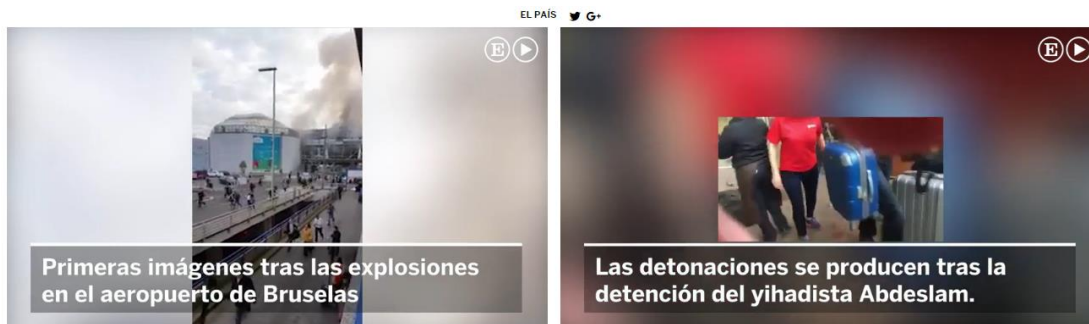 EL PAÍS
G+
E
E
Primeras imágenes tras las explosiones
en el aeropuerto de Bruselas
Las detonaciones se producen tras la
detención del yihadista Abdeslam.